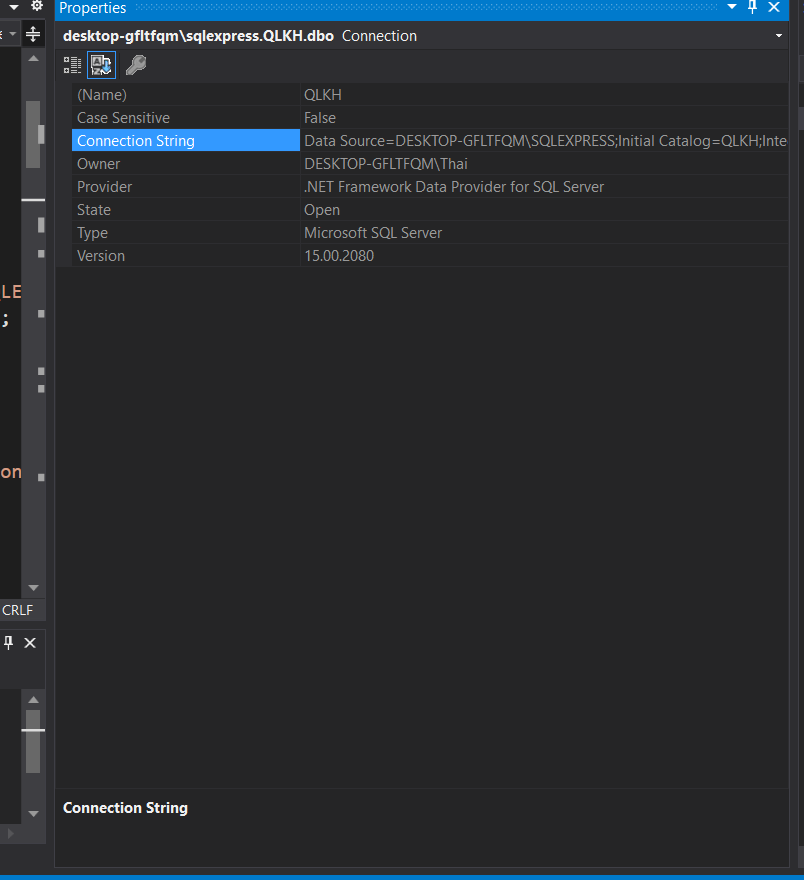 Properties
desktop-gfltfqm\sqlexpress.QLKH.dbo Connection
(Name) QLKH
Case Sensitive False
Connection String Data Source=DESKTOP-GFLTFQM\SQLEXPRESS;Initial Catalog=QLKH;Inte
Owner DESKTOP-GFLTFQM\Thai
Provider .NET Framework Data Provider for SQL Server
State Open
Type Microsoft SQL Server
Version 15.00.2080
LE
;
on
CRLF
Connection String